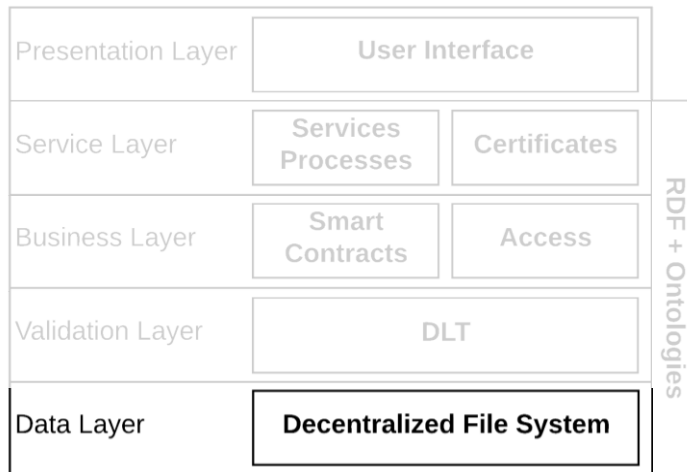 Presentation Layer
User Interface
Service Layer
Services
Processes
Certificates
Business Layer
Smart
Contracts
Access
Validation Layer
DLT
Data Layer
Decentralized File System
RDF + Ontologies